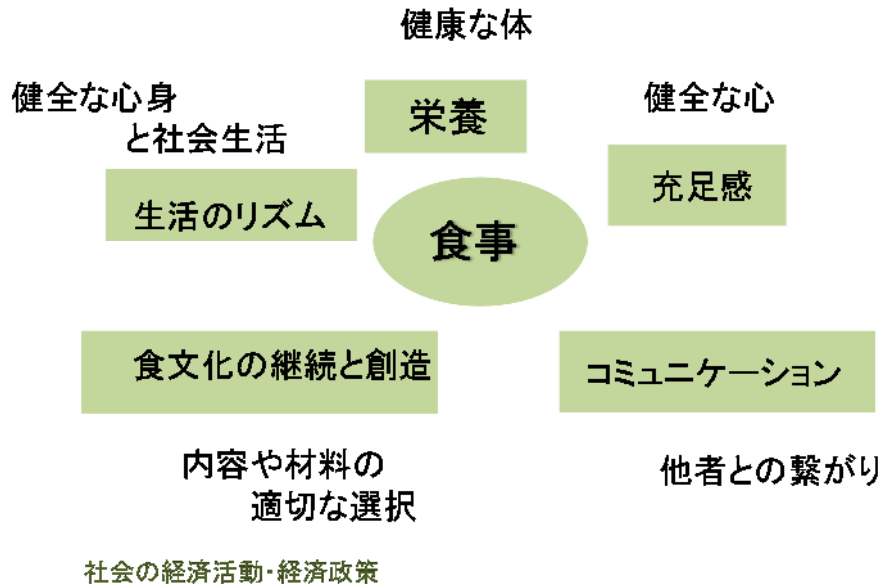 健康な体
健全な心身
と社会生活
栄養
健全な心
生活のリズム
充足感
食事
食文化の継続と創造
コミュニケーション
内容や材料の
適切な選択
他者との繋がり
社会の経済活動・経済政策